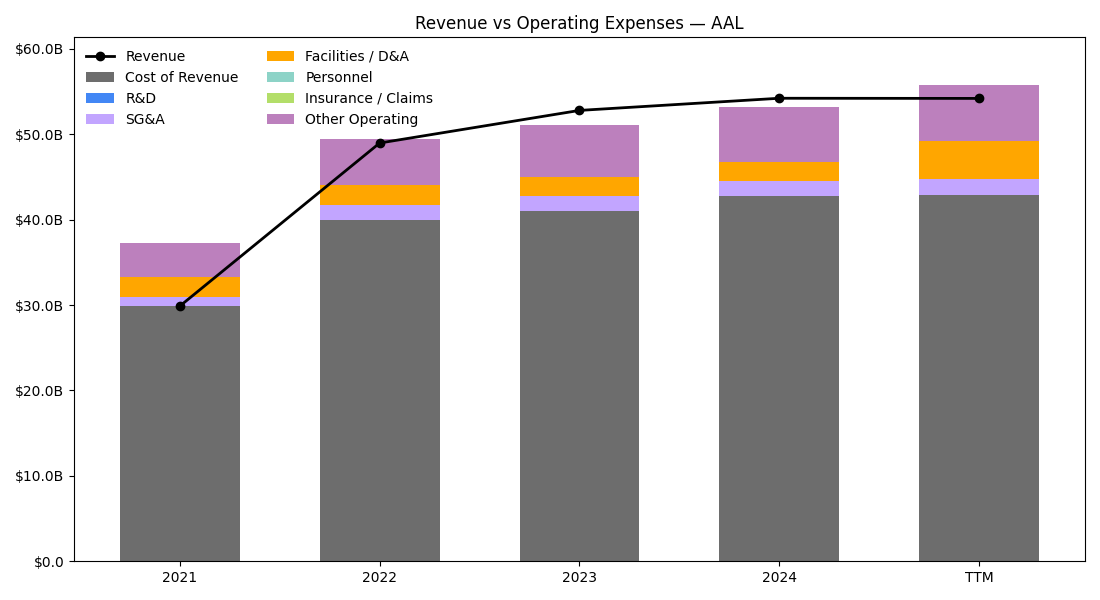 Revenue vs Operating Expenses — AAL
$60.0B
$50.0B
$40.0B
$30.0B
$20.0B
$10.0B
$0.0
Revenue
Cost of Revenue
R&D
SG&A
Facilities / D&A
Personnel
Insurance / Claims
Other Operating
2021
2022
2023
2024
TTM